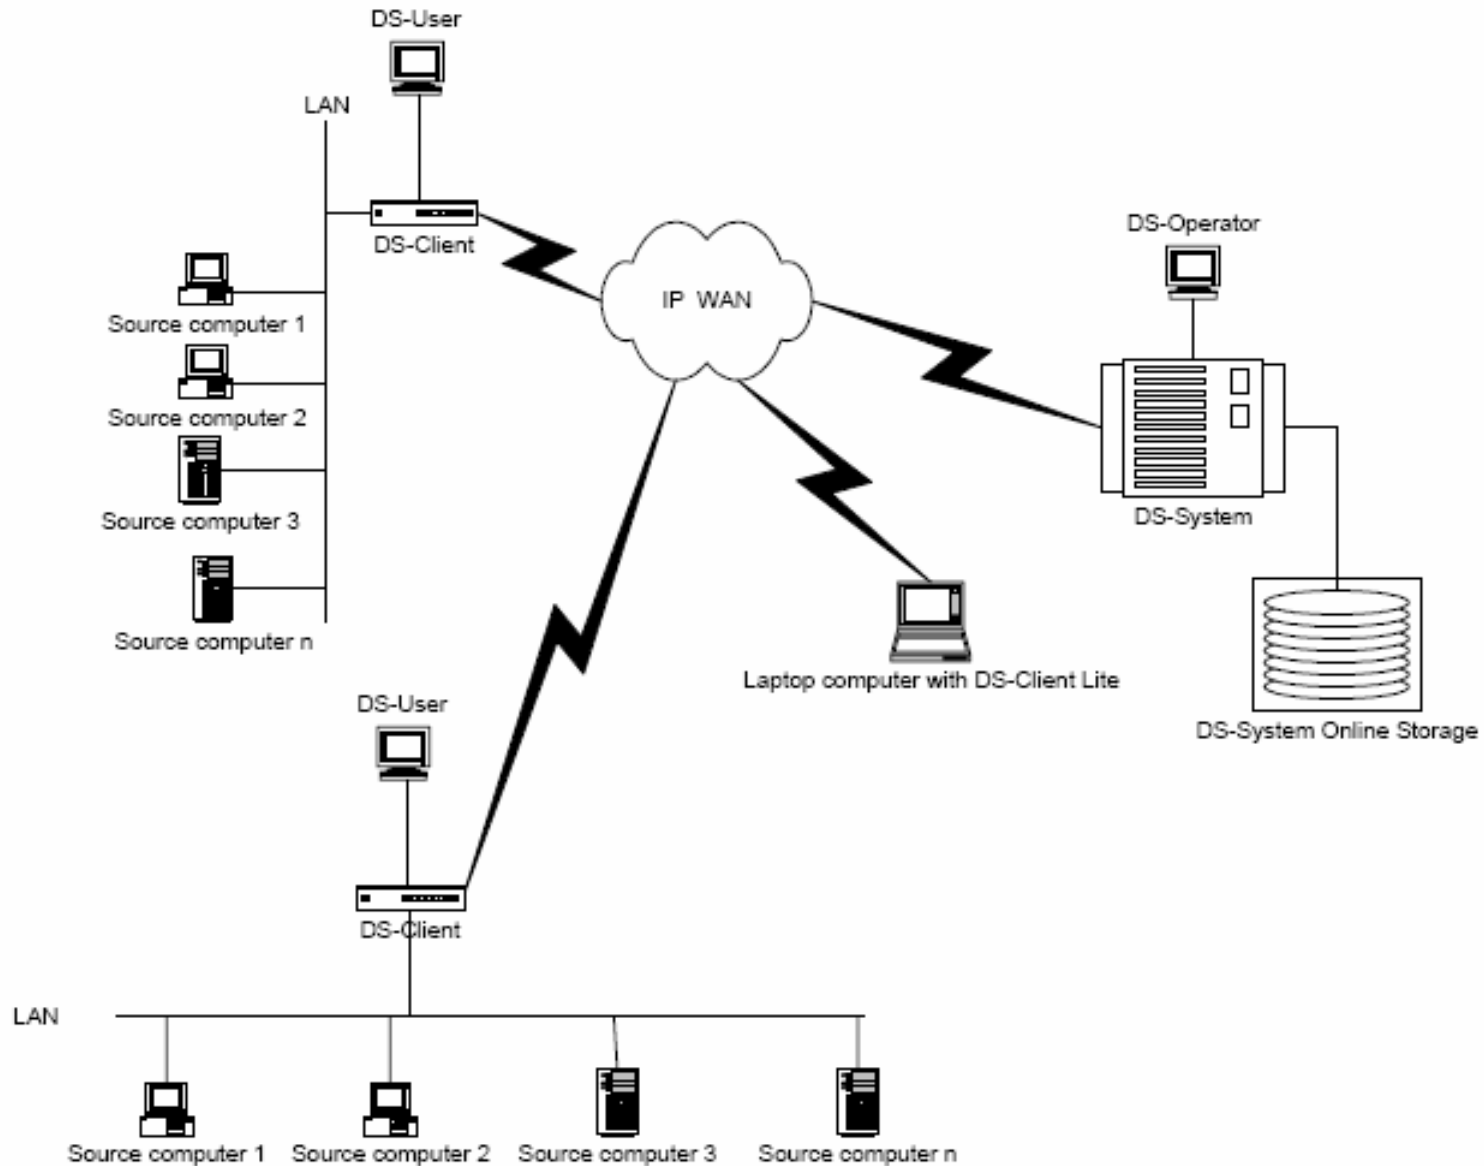 DS-User
LAN
DS-Client
DS-Operator
Source computer 1
IP WAN
Source computer 2
Source computer 3
DS-System
Source computer n
Laptop computer with DS-Client Lite
DS-User
DS-System Online Storage
DS-Client
LAN
Source computer 1
Source computer 2
Source computer 3
Source computer n